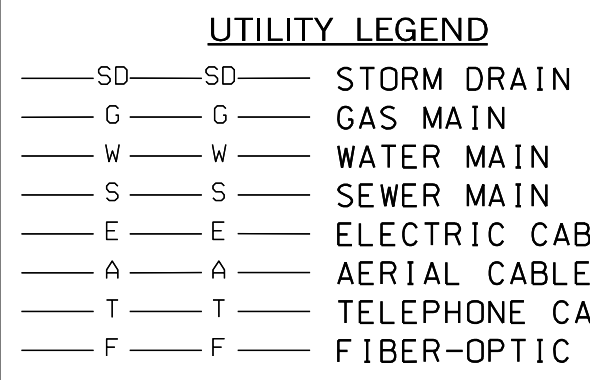 UTILITY LEGEND
SD SD STORM DRAIN
G G GAS MAIN
W W WATER MAIN
S S SEWER MAIN
E E ELECTRIC CAB
A A AERIAL CABLE
T T TELEPHONE CA
F F FIBER-OPTIC